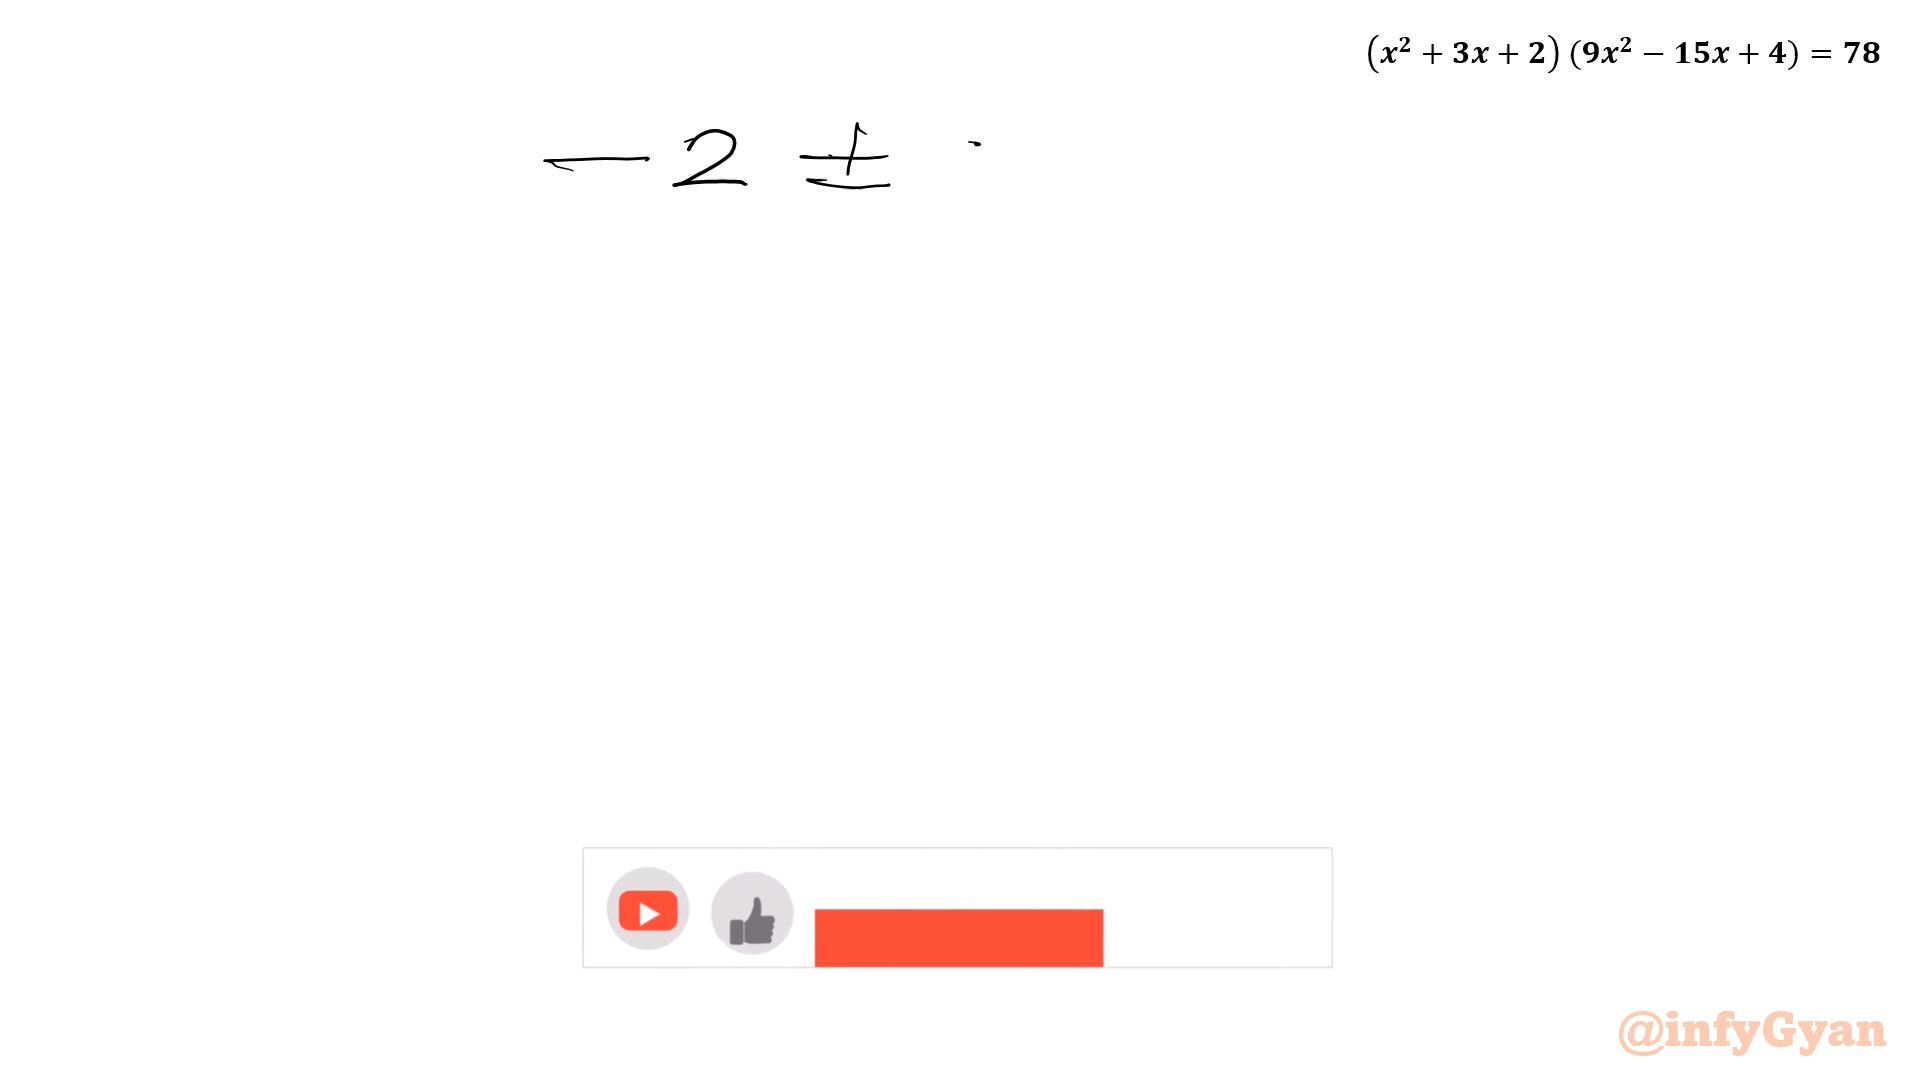 (x² + 3x + 2) (9x² − 15x + 4) = 78
− 2 ±
@infyGyan